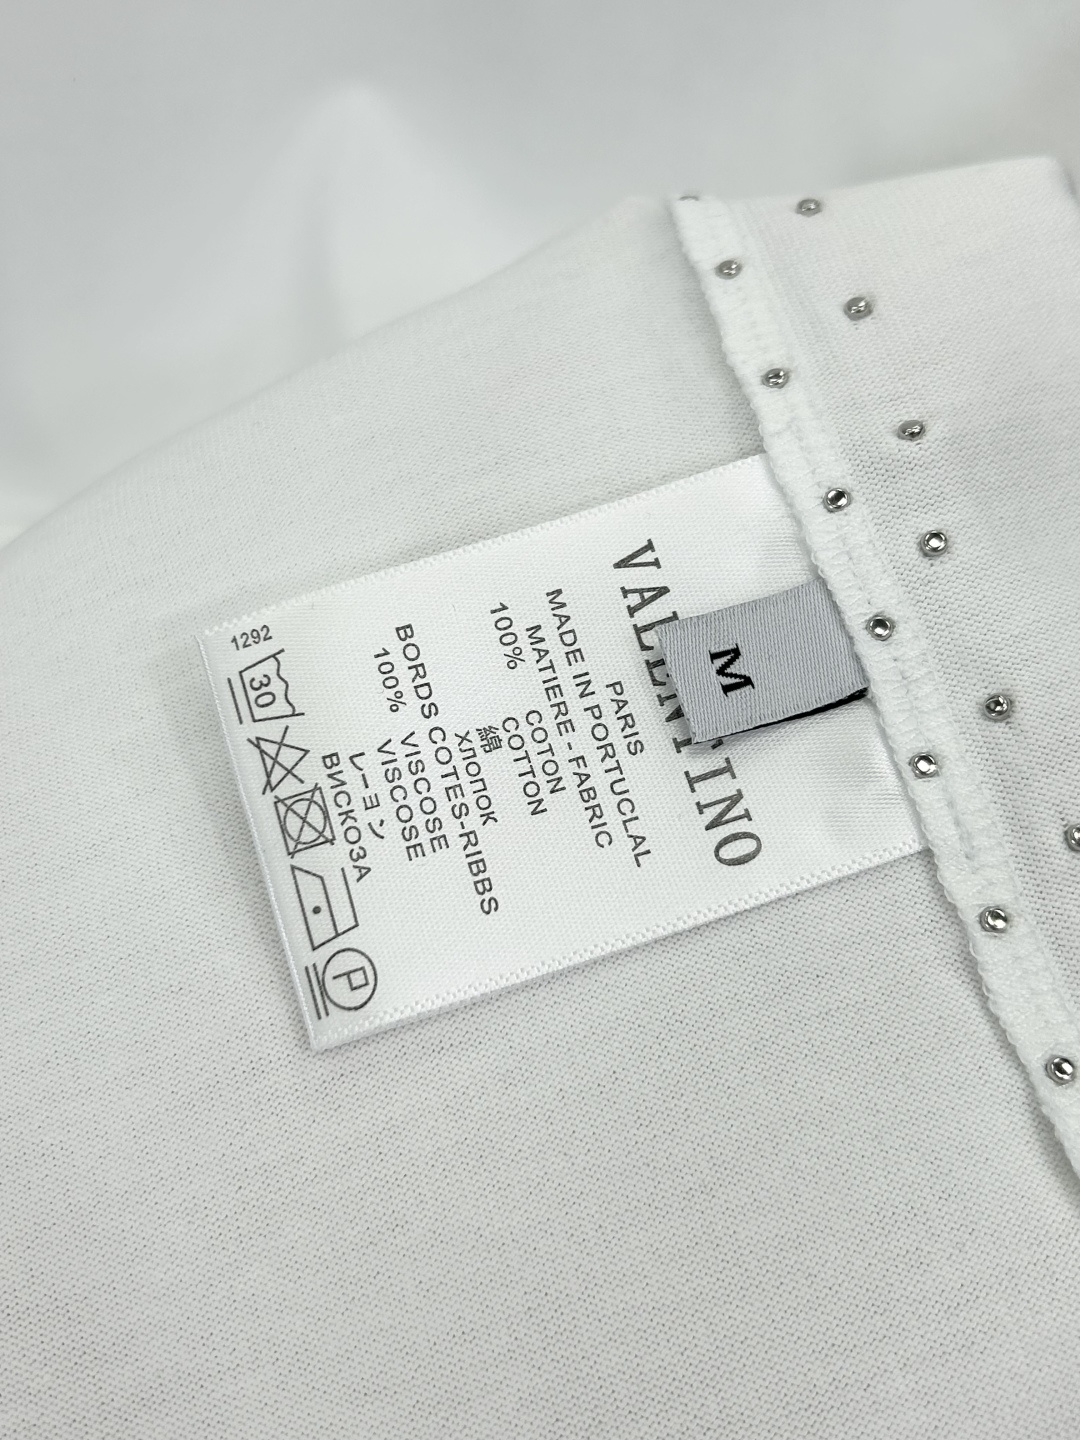 VALENTINO
M
PARIS
MADE IN PORTUCLAL
MATIERE - FABRIC
100% COTON
COTTON
綿
ХЛОПОК
BORDS COTES-RIBBS
100% VISCOSE
VISCOSE
レーヨン
ВИСКОЗА
1292
30
P